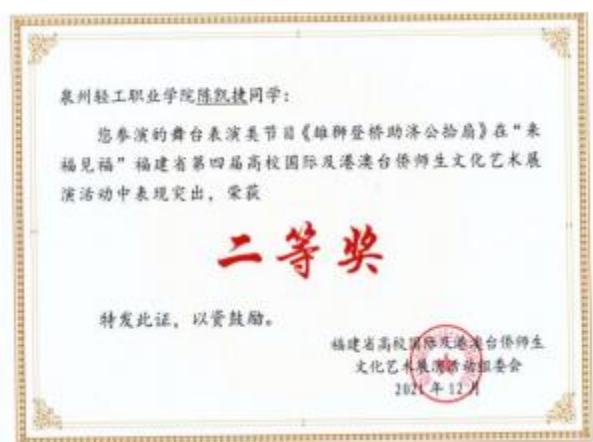 泉州轻工职业学院陈凯捷同学：
您参演的舞台表演类节目《雄狮登桥助济公拾扇》在“来
福见福”福建省第四届高校国际及港澳台侨师生文化艺术展
演活动中表现突出，荣获
二等奖
特发此证，以资鼓励。
福建省高校国际及港澳台侨师生
文化艺术展演活动组委会
2021 年 12 月